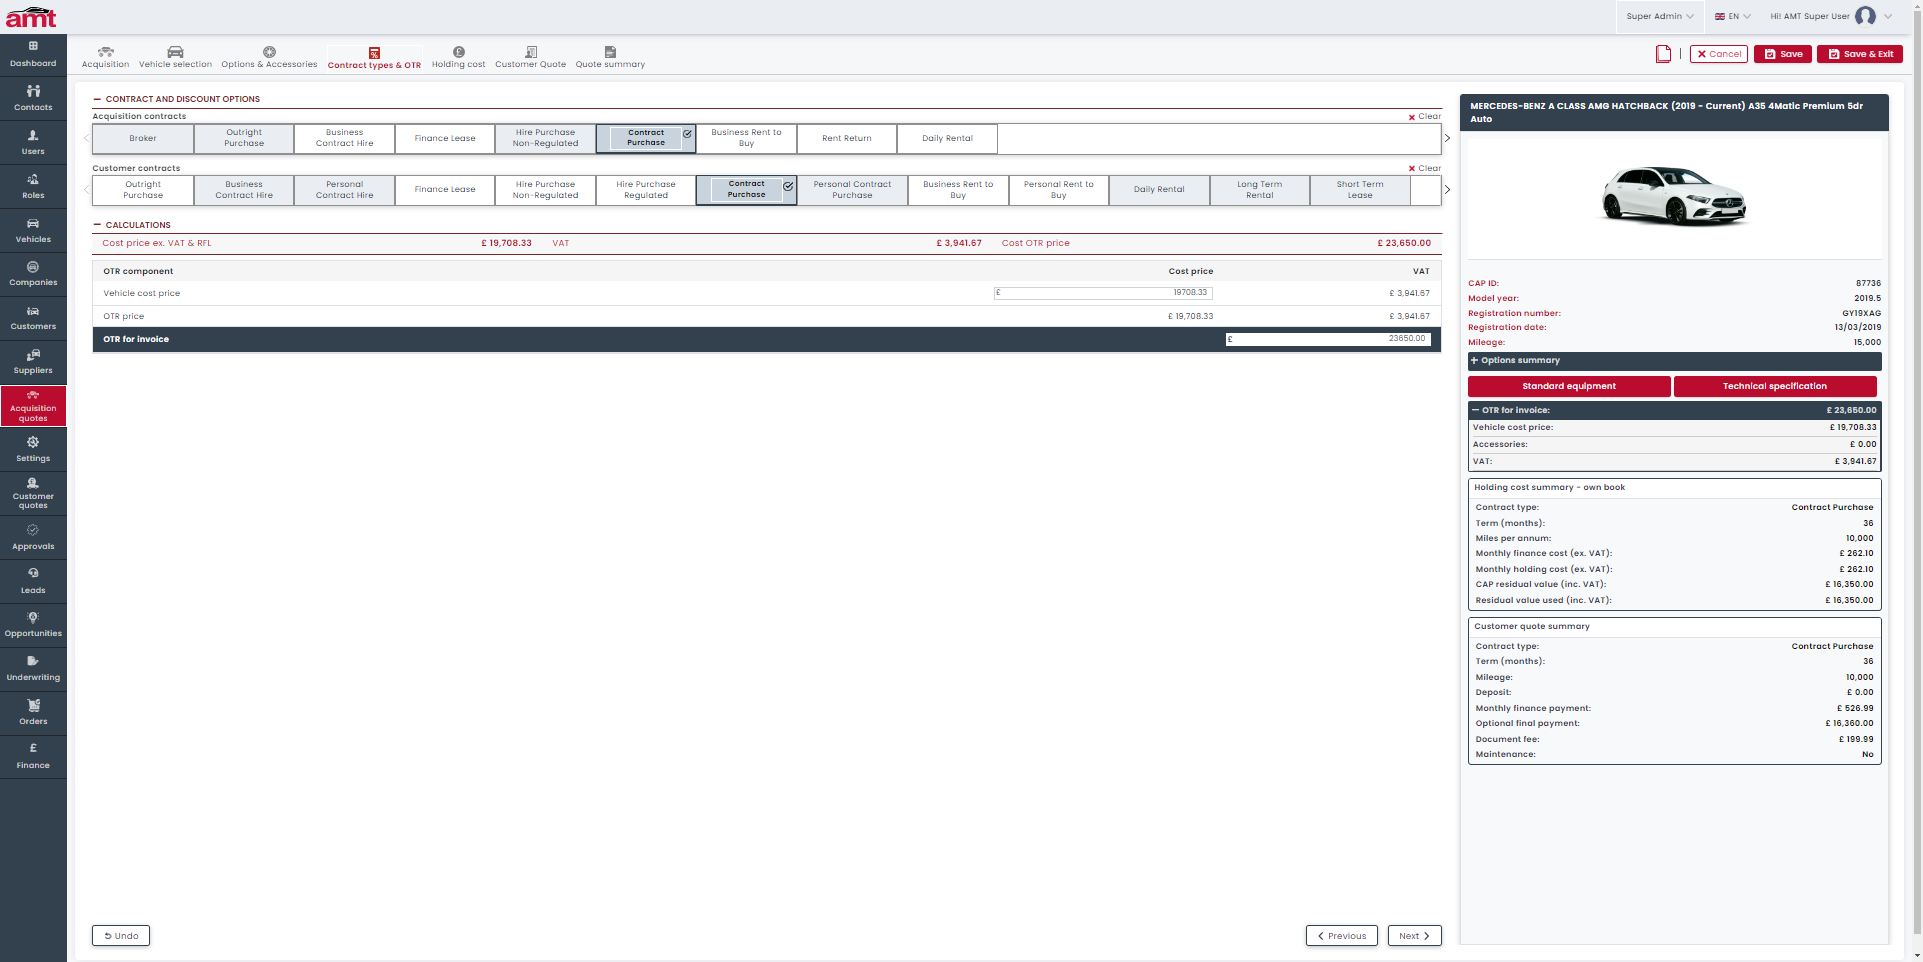 amt
Super Admin
EN
Hi! AMT Super User
Dashboard
Contacts
Users
Roles
Vehicles
Companies
Customers
Suppliers
Acquisition
quotes
Settings
Customer
quotes
Approvals
Leads
Opportunities
Underwriting
Orders
£
Finance
Acquisition
Vehicle selection
Options & Accessories
Contract types & OTR
Holding cost
Customer Quote
Quote summary
Cancel
Save
Save & Exit
CONTRACT AND DISCOUNT OPTIONS
Acquisition contracts
Clear
Broker
Outright
Purchase
Business
Contract Hire
Finance Lease
Hire Purchase
Non-Regulated
Contract
Purchase
Business Rent to
Buy
Rent Return
Daily Rental
Customer contracts
Clear
Outright
Purchase
Business
Contract Hire
Personal
Contract Hire
Finance Lease
Hire Purchase
Non-Regulated
Hire Purchase
Regulated
Contract
Purchase
Personal Contract
Purchase
Business Rent to
Buy
Personal Rent to
Buy
Daily Rental
Long Term
Rental
Short Term
Lease
CALCULATIONS
Cost price ex. VAT & RFL £ 19,708.33 VAT £ 3,941.67 Cost OTR price £ 23,650.00
OTR component Cost price VAT
Vehicle cost price £ 19708.33 £ 3,941.67
OTR price £ 19,708.33 £ 3,941.67
OTR for invoice £ 23650.00
Undo
Previous
Next
MERCEDES-BENZ A CLASS AMG HATCHBACK (2019 - Current) A35 4Matic Premium 5dr
Auto
CAP ID: 87736
Model year: 2019.5
Registration number: GY19XAG
Registration date: 13/03/2019
Mileage: 15,000
+ Options summary
Standard equipment
Technical specification
OTR for invoice: £ 23,650.00
Vehicle cost price: £ 19,708.33
Accessories: £ 0.00
VAT: £ 3,941.67
Holding cost summary - own book
Contract type: Contract Purchase
Term (months): 36
Miles per annum: 10,000
Monthly finance cost (ex. VAT): £ 262.10
Monthly holding cost (ex. VAT): £ 262.10
CAP residual value (inc. VAT): £ 16,350.00
Residual value used (inc. VAT): £ 16,350.00
Customer quote summary
Contract type: Contract Purchase
Term (months): 36
Mileage: 10,000
Deposit: £ 0.00
Monthly finance payment: £ 526.99
Optional final payment: £ 16,360.00
Document fee: £ 199.99
Maintenance: No